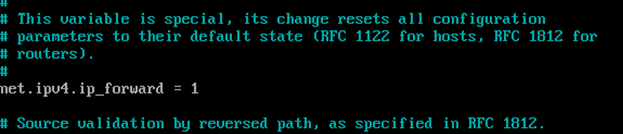 #
# This variable is special, its change resets all configuration
# parameters to their default state (RFC 1122 for hosts, RFC 1812 for
# routers).
#
net.ipv4.ip_forward = 1
# Source validation by reversed path, as specified in RFC 1812.